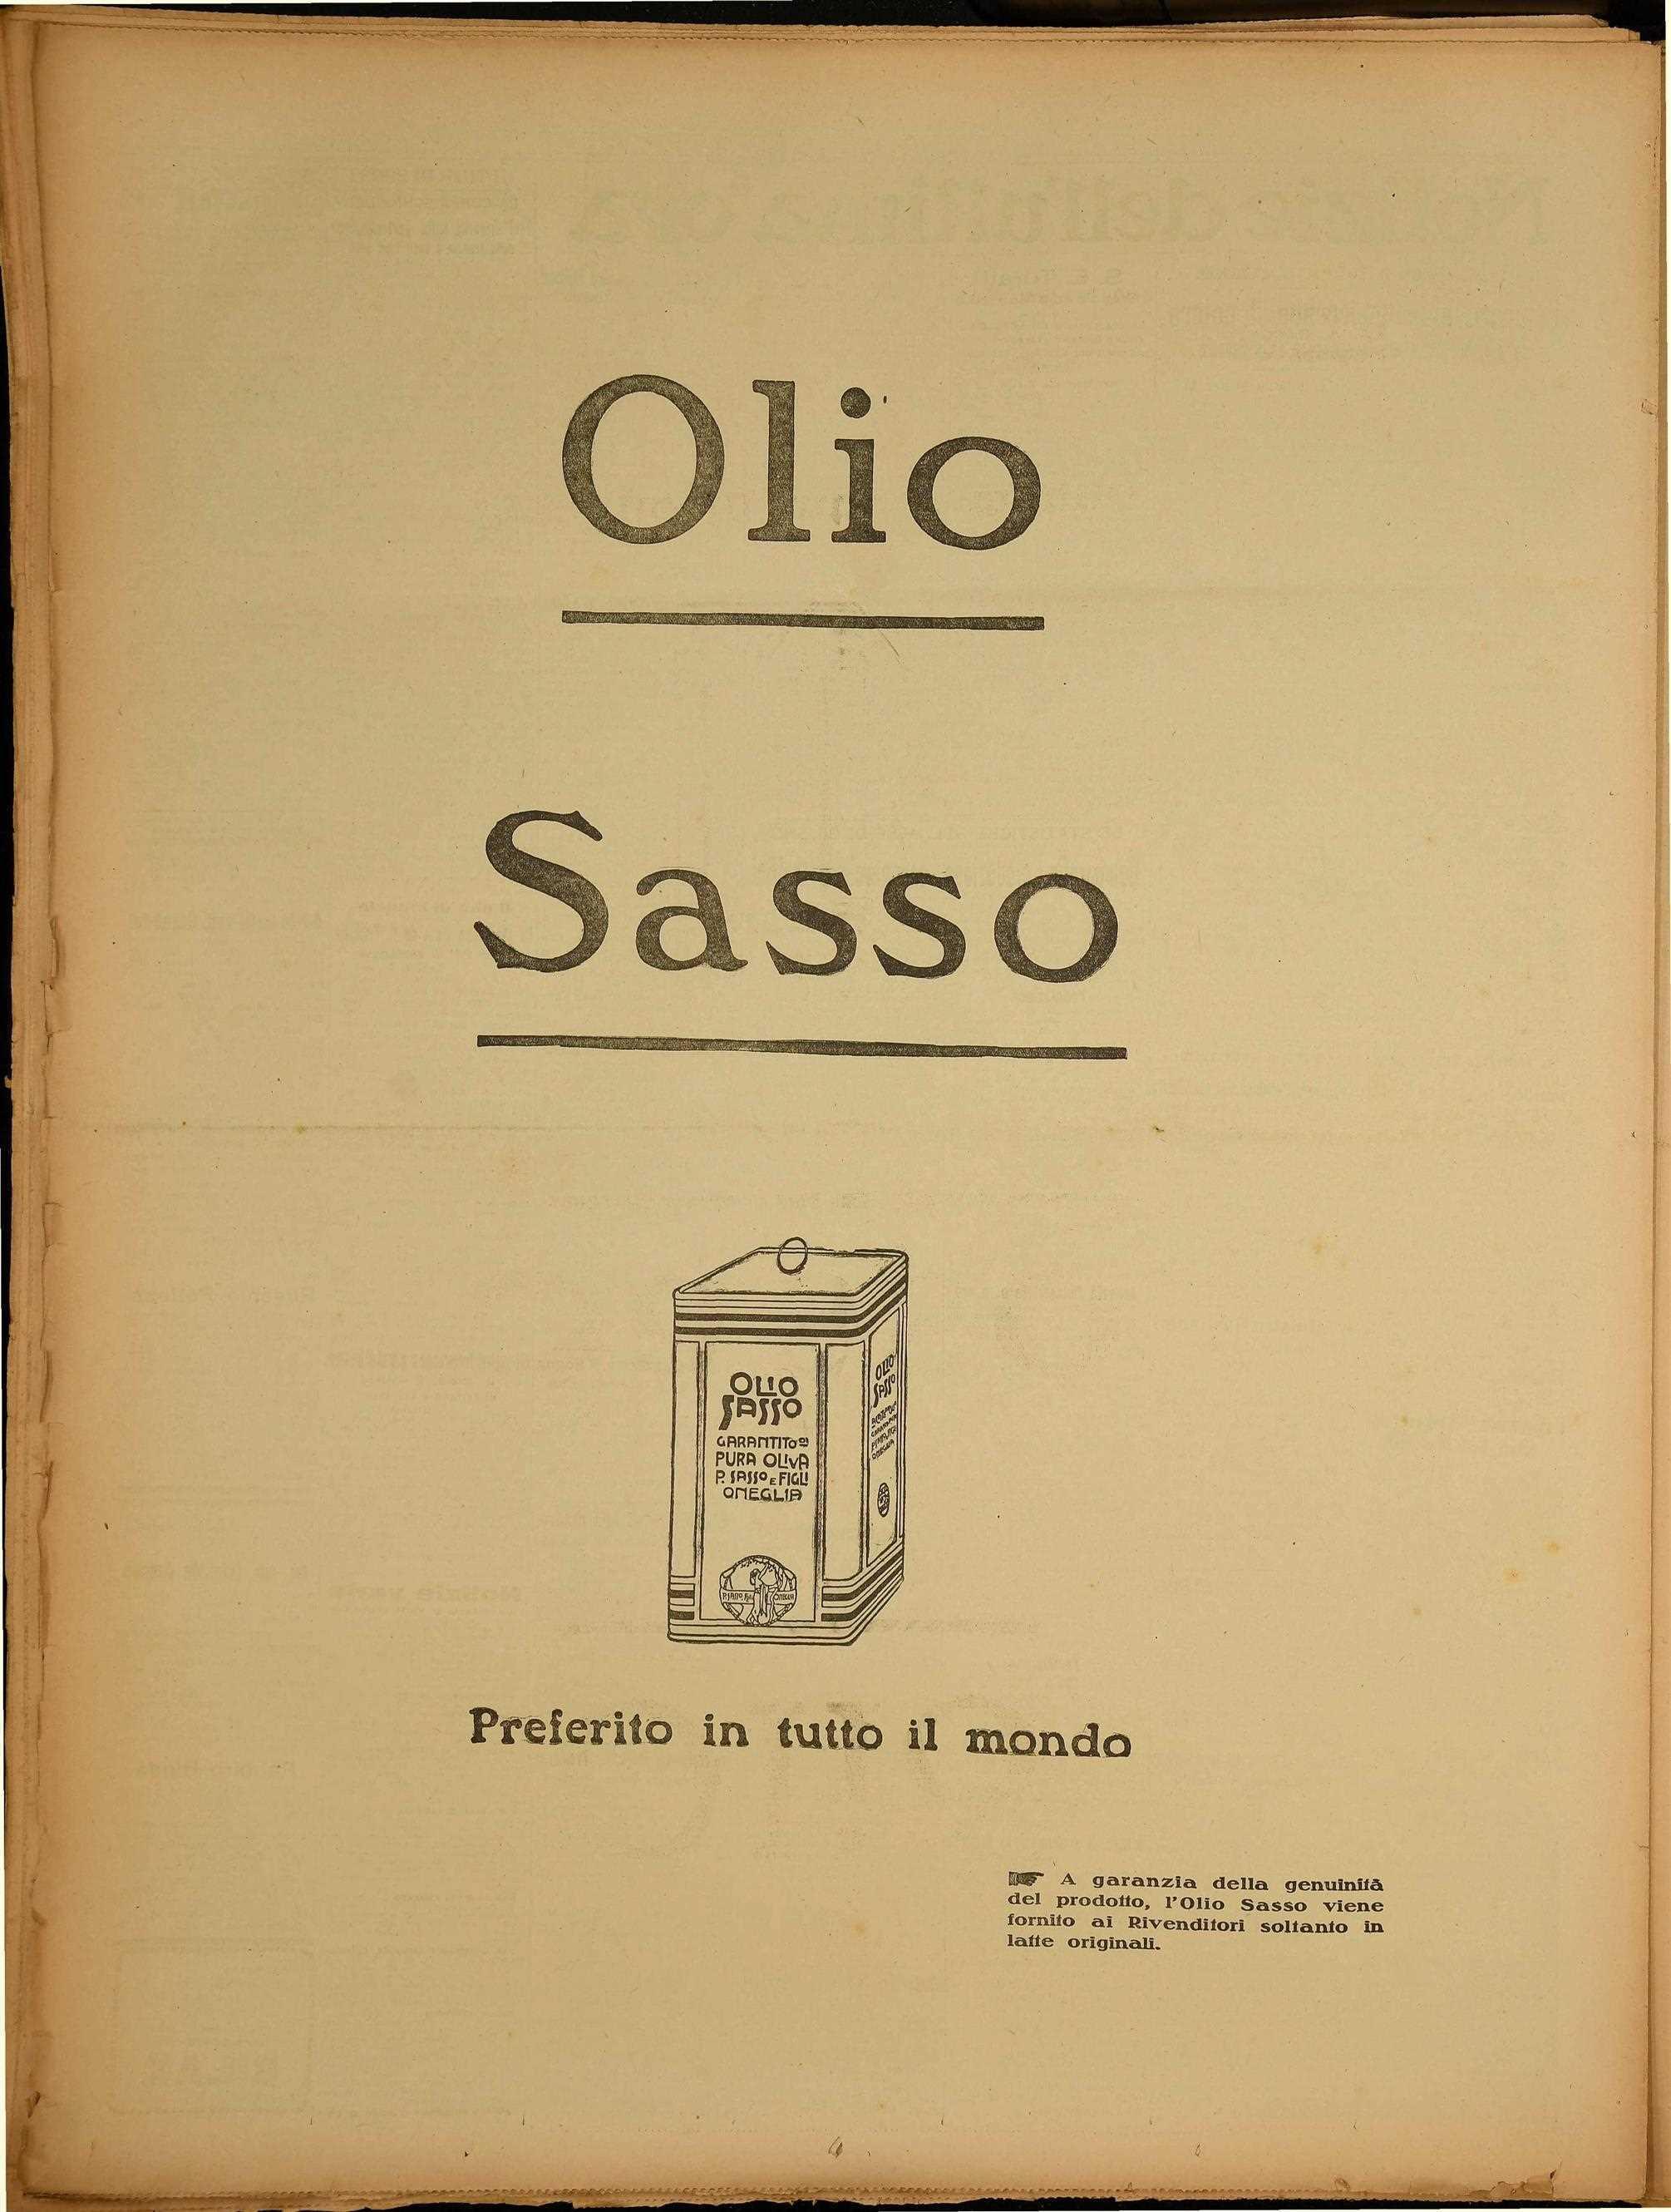 Olio
Sasso
OLIO
SASSO
GARANTITO DI
PURA OLIVA
P. SASSO E FIGLI
ONEGLIA
OLIO
SASSO
Preferito in tutto il mondo
☞ A garanzia della genuinità
del prodotto, l'Olio Sasso viene
fornito ai Rivenditori soltanto in
latte originali.